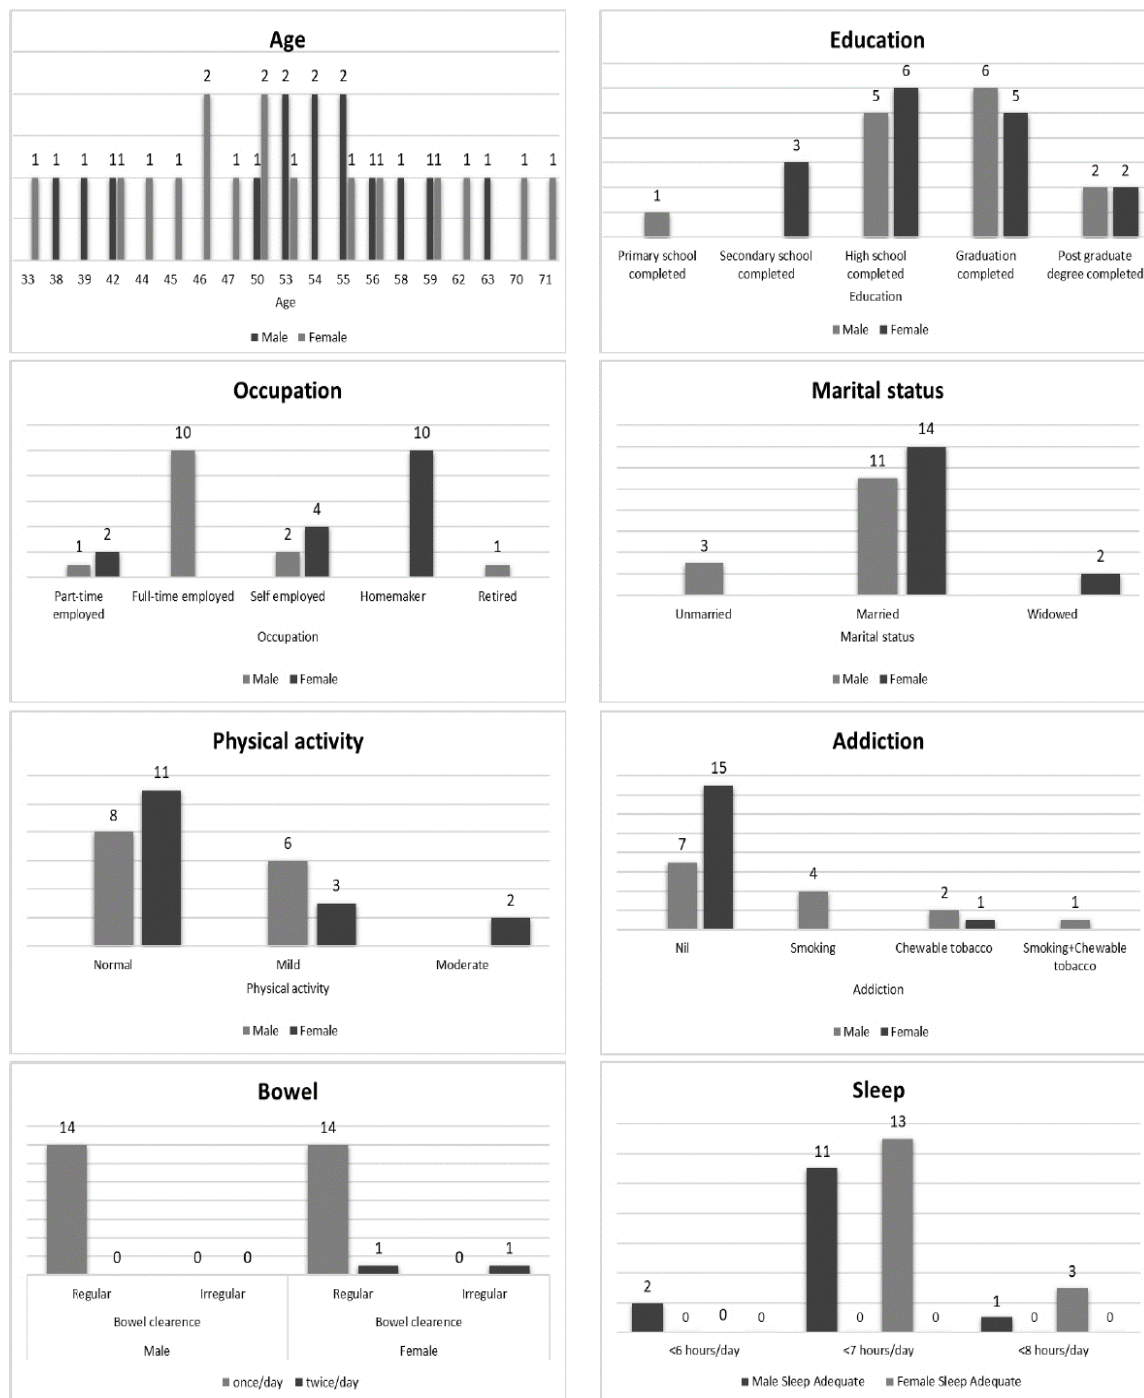 Age
2 2 2 2 2
1 1 1 11 1 1 1 1 1 1 11 1 11 1 1 1 1
33 38 39 42 44 45 46 47 50 53 54 55 56 58 59 62 63 70 71
Age
Male Female
Education
6 6
5 5
3
2 2
1
Primary school completed
Secondary school completed
High school completed
Graduation completed
Post graduate degree completed
Education
Male Female
Occupation
10 10
4
2 2
1 1
Part-time employed
Full-time employed
Self employed
Homemaker
Retired
Occupation
Male Female
Marital status
14
11
3
2
Unmarried Married Widowed
Marital status
Male Female
Physical activity
11
8
6
3
2
Normal Mild Moderate
Physical activity
Male Female
Addiction
15
7
4
2 1 1
Nil Smoking Chewable tobacco Smoking+Chewable
tobacco
Addiction
Male Female
Bowel
14 14
0 0 0 1 0 1
Regular Irregular Regular Irregular
Bowel clearence Bowel clearence
Male Female
once/day twice/day
Sleep
13
11
2 3
0 0 0 0 0 1 0 0
<6 hours/day <7 hours/day <8 hours/day
Male Sleep Adequate Female Sleep Adequate